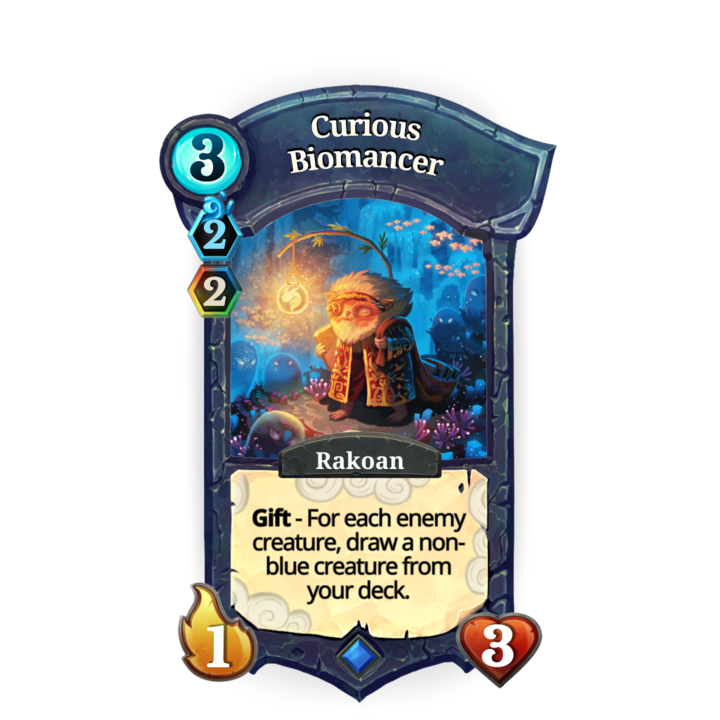 Curious
Biomancer
3
2
2
Rakoan
Gift - For each enemy
creature, draw a non-
blue creature from
your deck.
1
3